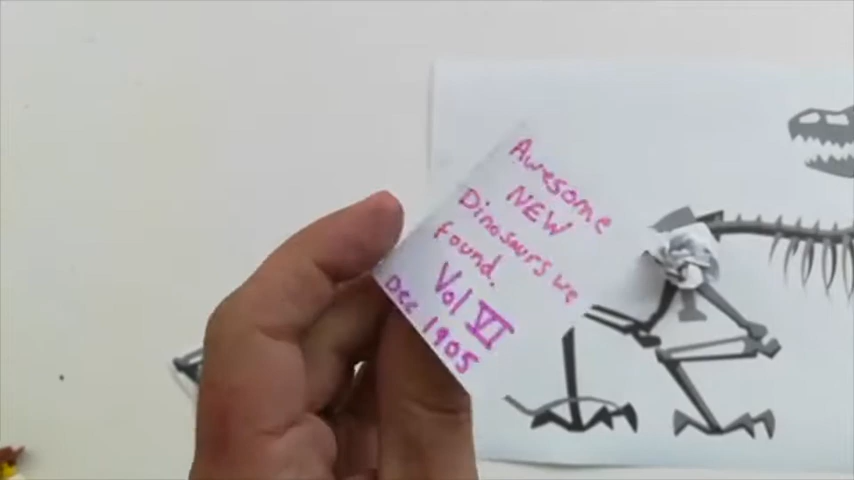 Awesome
NEW
Dinosaurs we
found.
Vol VI
Dec 1905